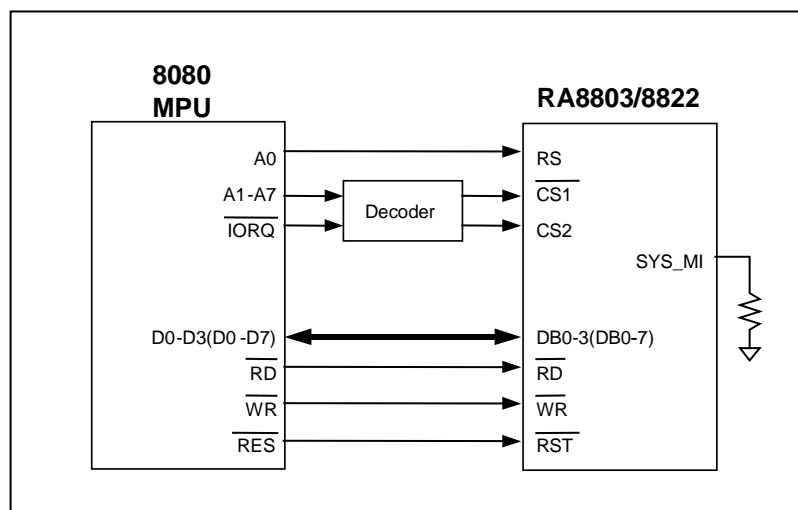 8080
MPU
RA8803/8822
A0
RS
A1-A7
CS1
Decoder
IORQ
CS2
SYS_MI
D0-D3(D0-D7)
DB0-3(DB0-7)
RD
RD
WR
WR
RES
RST